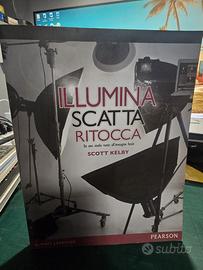 ILLUMINA
SCATTA
RITOCCA
SCOTT KELBY
PEARSON
subito